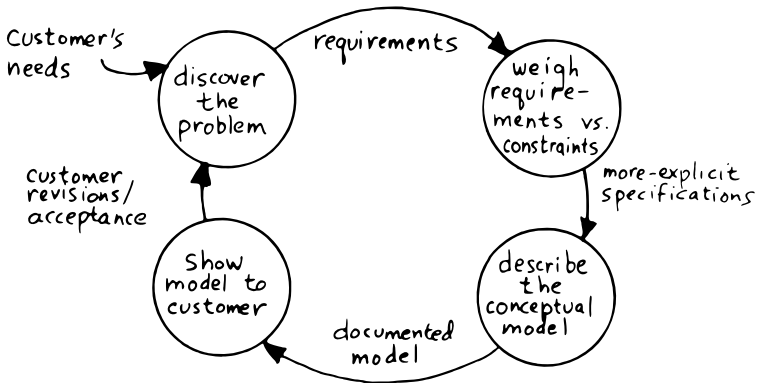 Customer's
needs
discover
the
problem
requirements
weigh
require-
ments vs.
constraints
more-explicit
specifications
describe
the
conceptual
model
documented
model
Show
model to
customer
customer
revisions/
acceptance